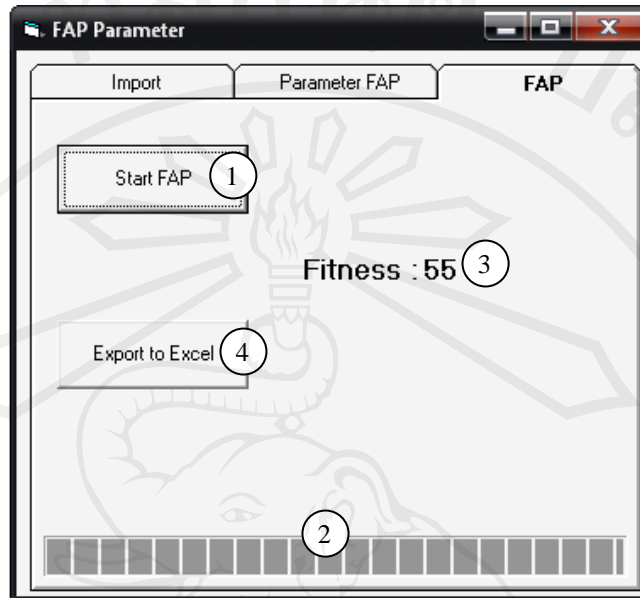 FAP Parameter
Import Parameter FAP FAP
Start FAP 1
Fitness : 55 3
Export to Excel 4
2